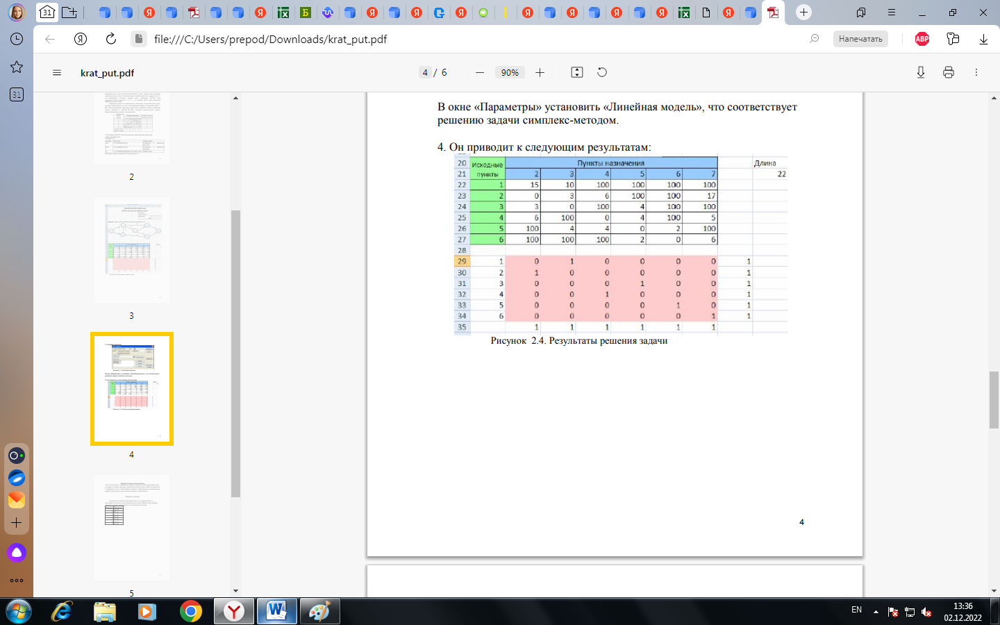 31
file:///C:/Users/prepod/Downloads/krat_put.pdf
Напечатать
ABP
31
krat_put.pdf
4 / 6
90%
2
3
4
5
В окне «Параметры» установить «Линейная модель», что соответствует
решению задачи симплекс-методом.
4. Он приводит к следующим результатам:
20 Исходные Пункты назначения Длина
21 пункты 2 3 4 5 6 7 22
22 1 15 10 100 100 100 100
23 2 0 3 6 100 100 17
24 3 3 0 100 4 100 100
25 4 6 100 0 4 100 5
26 5 100 4 4 0 2 100
27 6 100 100 100 2 0 6
28
29 1 0 1 0 0 0 0 1
30 2 1 0 0 0 0 0 1
31 3 0 0 0 1 0 0 1
32 4 0 0 1 0 0 0 1
33 5 0 0 0 0 1 0 1
34 6 0 0 0 0 0 1 1
35 1 1 1 1 1 1
Рисунок 2.4. Результаты решения задачи
4
EN
13:36
02.12.2022